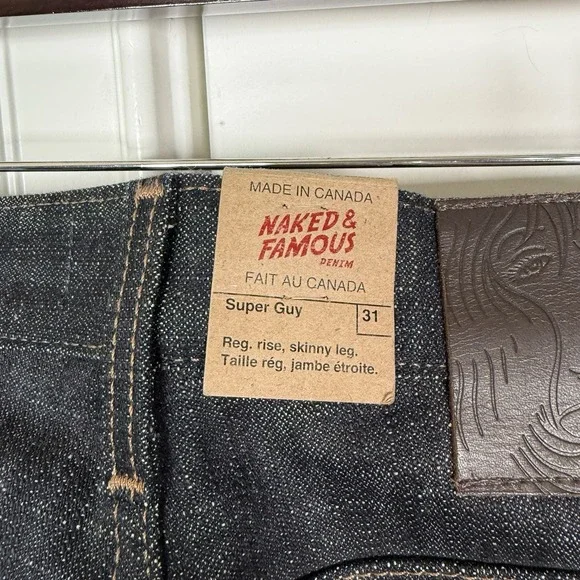 MADE IN CANADA
NAKED &
FAMOUS
DENIM
FAIT AU CANADA
Super Guy 31
Reg. rise, skinny leg.
Taille rég, jambe étroite.